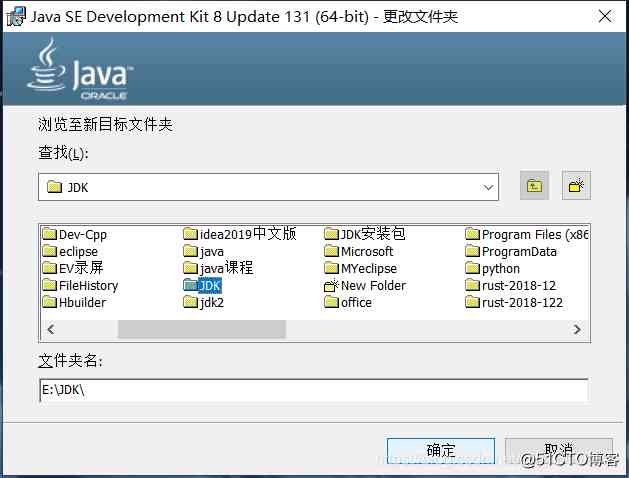 Java SE Development Kit 8 Update 131 (64-bit) - 更改文件夹
Java™
ORACLE
浏览至新目标文件夹
查找(L):
JDK
Dev-Cpp idea2019中文版 JDK安装包 Program Files (x86
eclipse java Microsoft ProgramData
EV录屏 java课程 MYeclipse python
FileHistory JDK New Folder rust-2018-12
Hbuilder jdk2 office rust-2018-122
文件夹名:
E:\JDK\
确定 取消
@51CTO博客